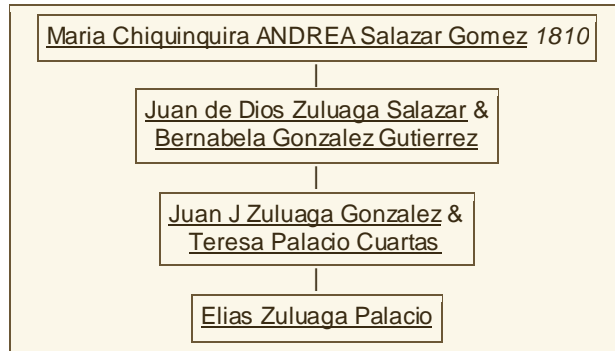 Maria Chiquinquira ANDREA Salazar Gomez 1810
Juan de Dios Zuluaga Salazar &
Bernabela Gonzalez Gutierrez
Juan J Zuluaga Gonzalez &
Teresa Palacio Cuartas
Elias Zuluaga Palacio